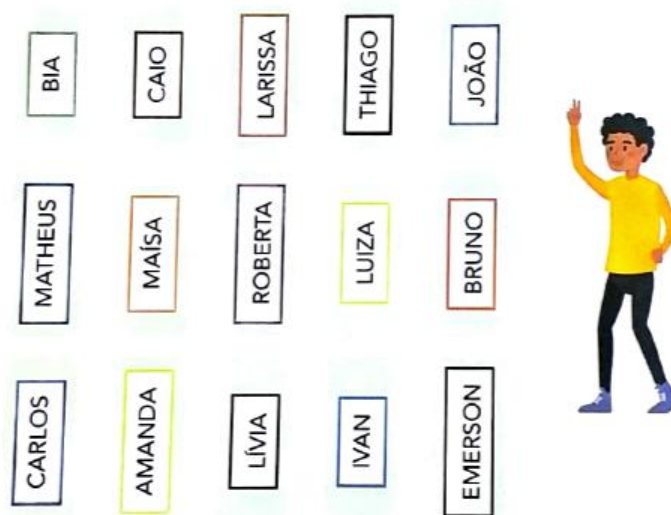 BIA
CAIO
LARISSA
THIAGO
JOÃO
MATHEUS
MAÍSA
ROBERTA
LUIZA
BRUNO
CARLOS
AMANDA
LÍVIA
IVAN
EMERSON